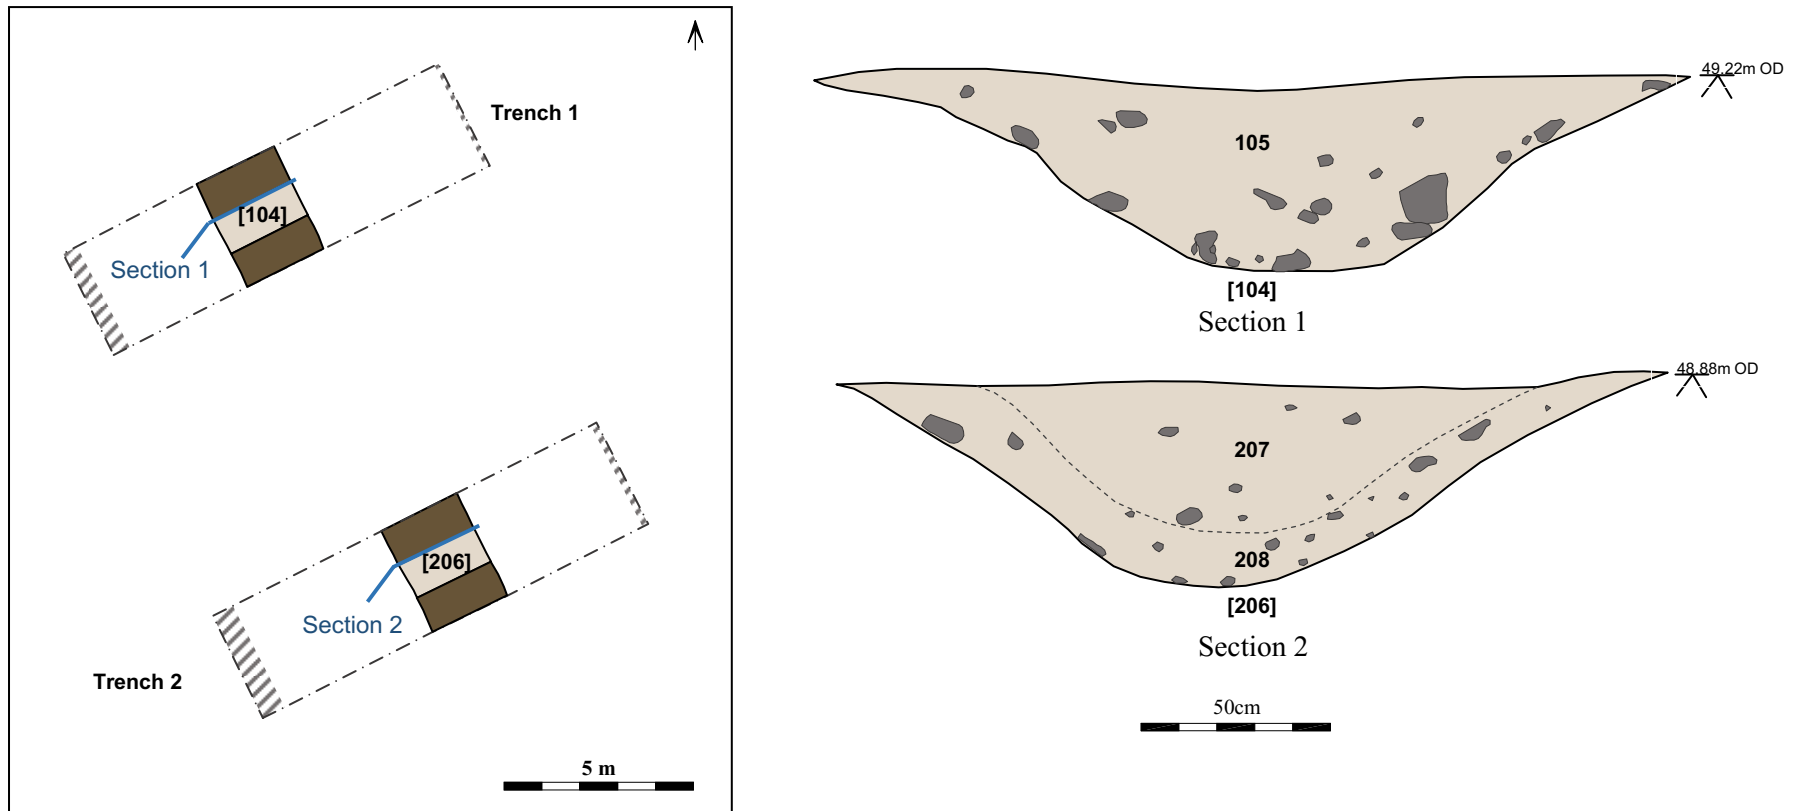 Trench 1
[104]
Section 1
[206]
Section 2
Trench 2
5 m
49.22m OD
105
[104]
Section 1
48.88m OD
207
208
[206]
Section 2
50cm